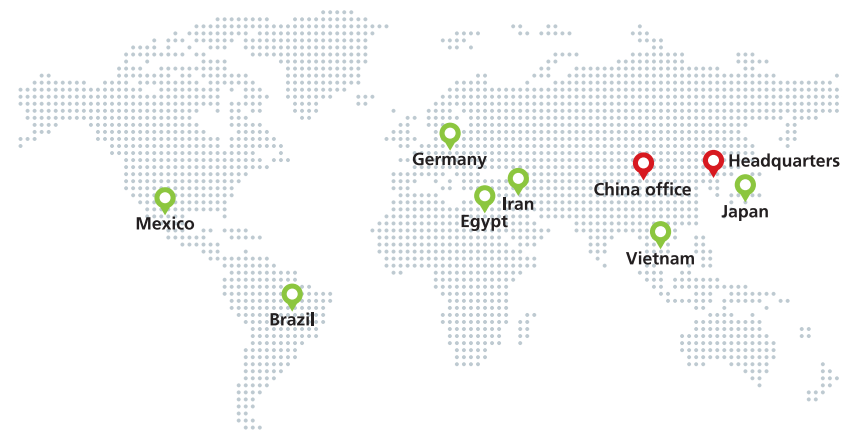 Germany
Headquarters
China office
Iran
Japan
Egypt
Mexico
Vietnam
Brazil